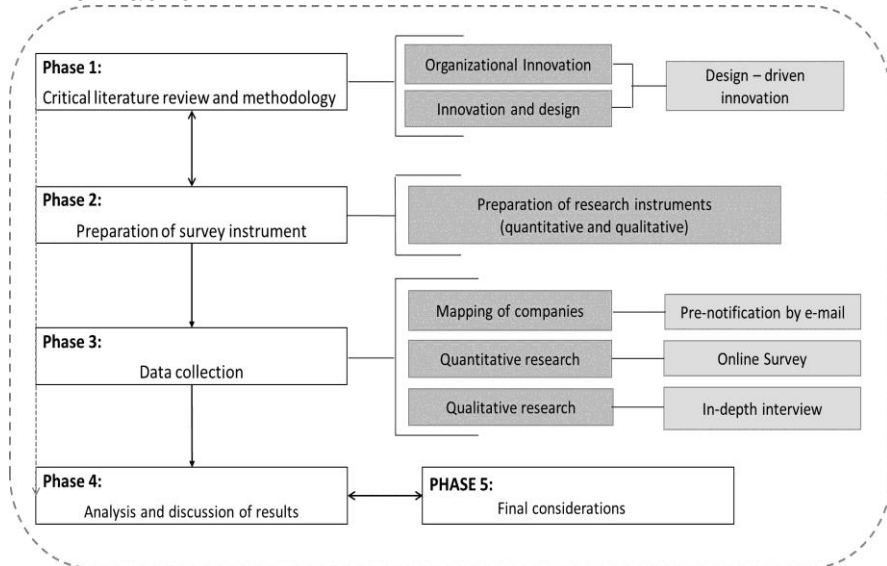 Phase 1:
Critical literature review and methodology
Organizational Innovation
Innovation and design
Design – driven
innovation
Phase 2:
Preparation of survey instrument
Preparation of research instruments
(quantitative and qualitative)
Phase 3:
Data collection
Mapping of companies
Pre-notification by e-mail
Quantitative research
Online Survey
Qualitative research
In-depth interview
Phase 4:
Analysis and discussion of results
PHASE 5:
Final considerations